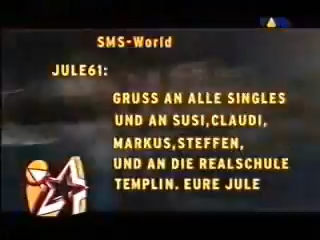 SMS-World
JULE61:
GRUSS AN ALLE SINGLES
UND AN SUSI,CLAUDI,
MARKUS,STEFFEN,
UND AN DIE REALSCHULE
TEMPLIN. EURE JULE